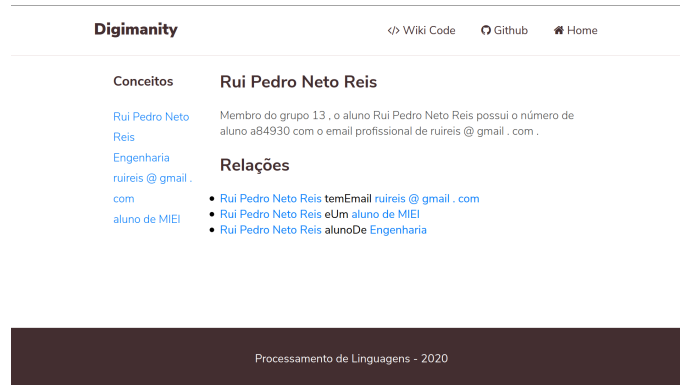 Digimanity
</> Wiki Code Github Home
Conceitos
Rui Pedro Neto
Reis
Engenharia
ruireis @ gmail .
com
aluno de MIEI
Rui Pedro Neto Reis
Membro do grupo 13 , o aluno Rui Pedro Neto Reis possui o número de
aluno a84930 com o email profissional de ruireis @ gmail . com .
Relações
Rui Pedro Neto Reis temEmail ruireis @ gmail . com
Rui Pedro Neto Reis eUm aluno de MIEI
Rui Pedro Neto Reis alunoDe Engenharia
Processamento de Linguagens - 2020